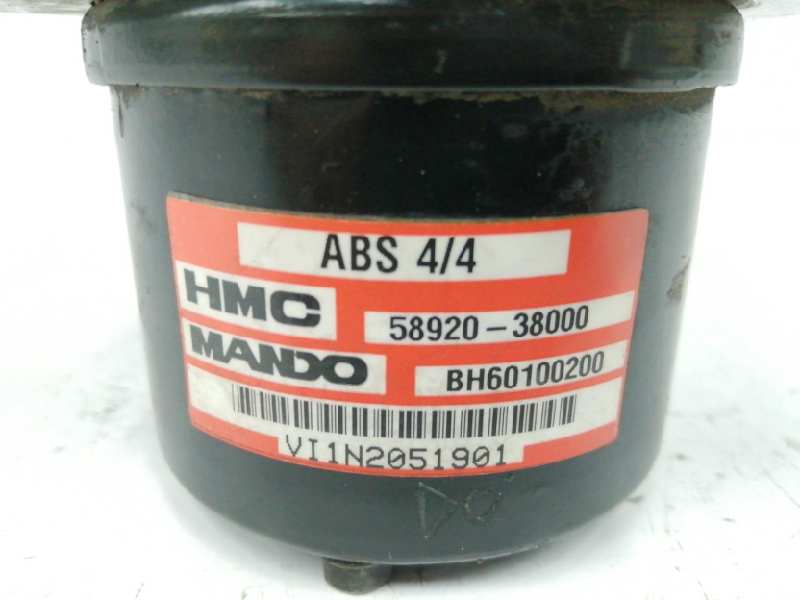 ABS 4/4
HMC
58920-38000
MANDO
BH60100200
VI1N2051901